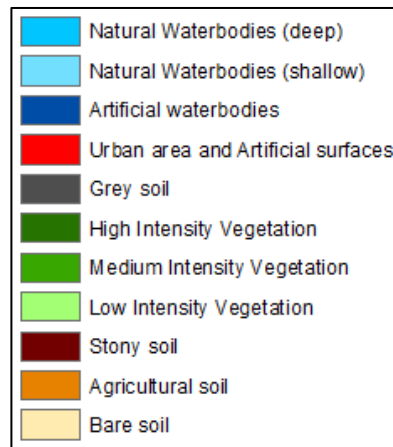 Natural Waterbodies (deep)
Natural Waterbodies (shallow)
Artificial waterbodies
Urban area and Artificial surfaces
Grey soil
High Intensity Vegetation
Medium Intensity Vegetation
Low Intensity Vegetation
Stony soil
Agricultural soil
Bare soil